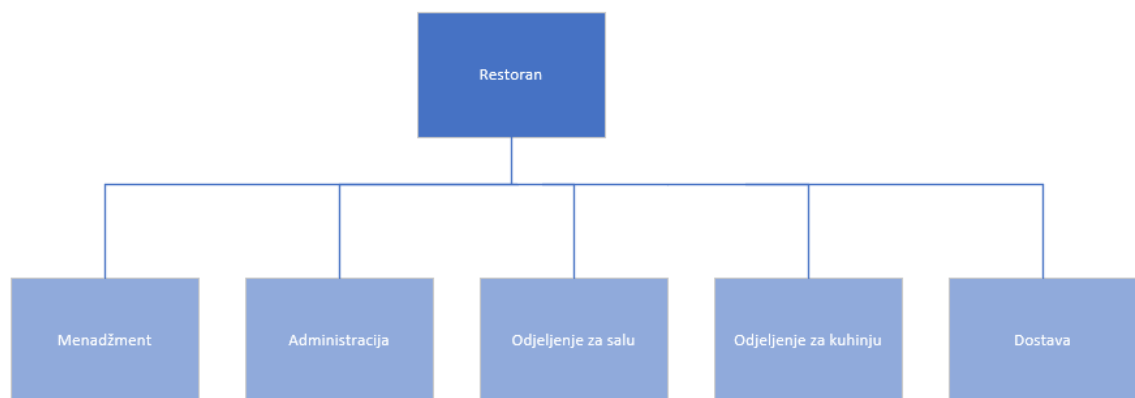 Restoran
Menadžment
Administracija
Odjeljenje za salu
Odjeljenje za kuhinju
Dostava